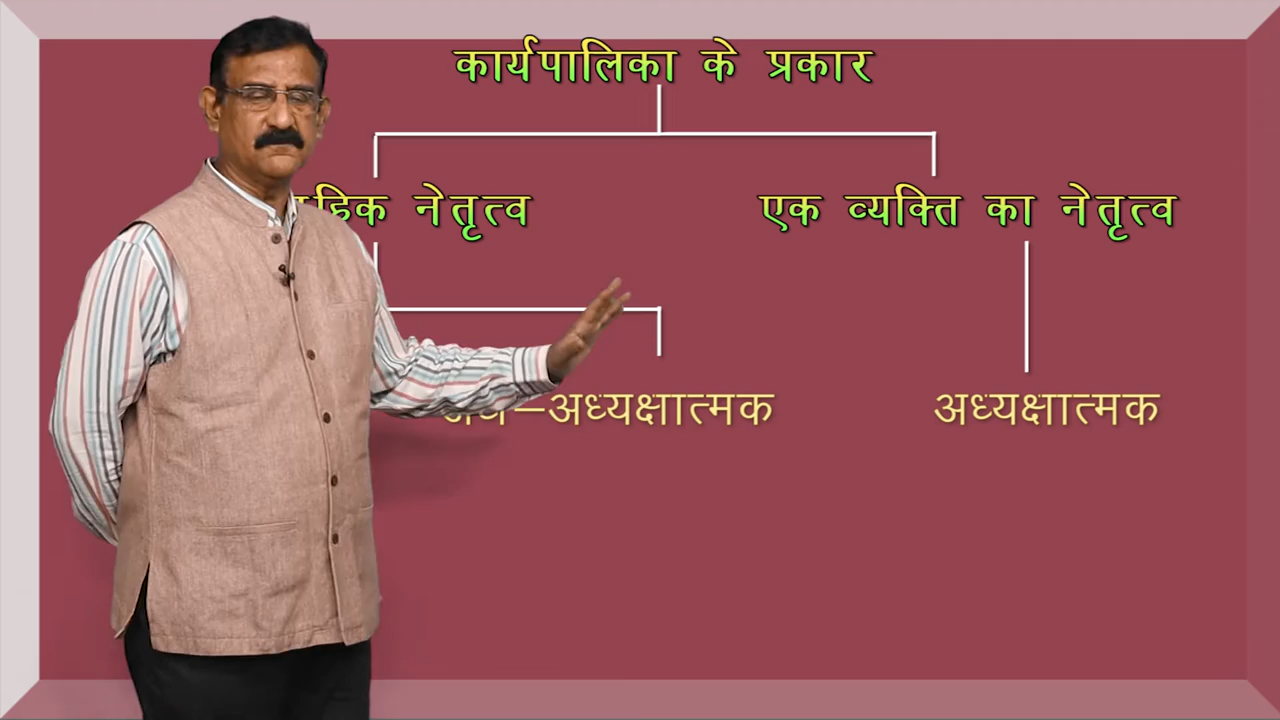 कार्यपालिका के प्रकार
नेतृत्व एक व्यक्ति का नेतृत्व
अध्यक्षात्मक अध्यक्षात्मक